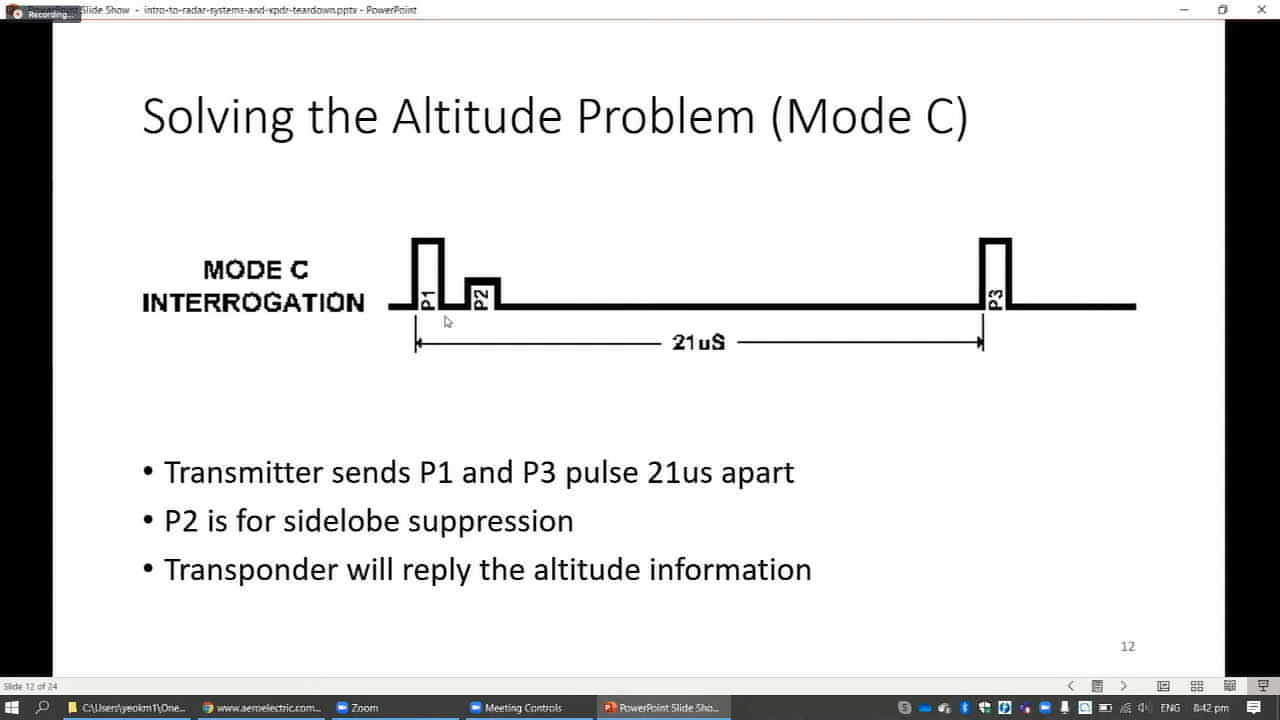 PowerPoint Slide Show - intro-to-radar-systems-and-xpdr-teardown.pptx - PowerPoint
Recording...
Solving the Altitude Problem (Mode C)
MODE C
INTERROGATION
P1
P2
P3
21uS
• Transmitter sends P1 and P3 pulse 21us apart
• P2 is for sidelobe suppression
• Transponder will reply the altitude information
12
Slide 12 of 24
C:\Users\yeokm1\One...
www.aeroelectric.com...
Zoom
Meeting Controls
PowerPoint Slide Sho...
ENG
8:42 pm